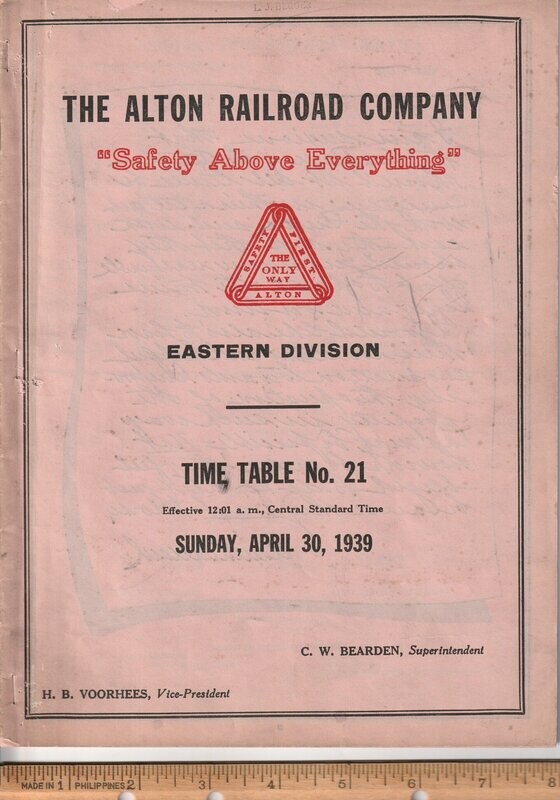 THE ALTON RAILROAD COMPANY
"Safety Above Everything"
SAFETY FIRST
THE
ONLY
WAY
ALTON
EASTERN DIVISION
TIME TABLE No. 21
Effective 12:01 a. m., Central Standard Time
SUNDAY, APRIL 30, 1939
C. W. BEARDEN, Superintendent
H. B. VOORHEES, Vice-President
MADE IN 1 PHILIPPINES 2 3 4 5 6 7 8